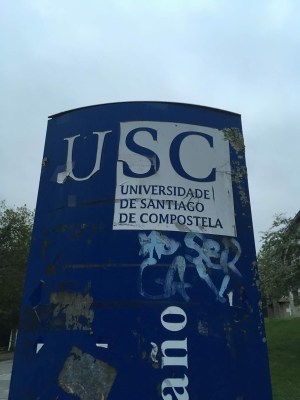 USC
UNIVERSIDADE
DE SANTIAGO
DE COMPOSTELA
año